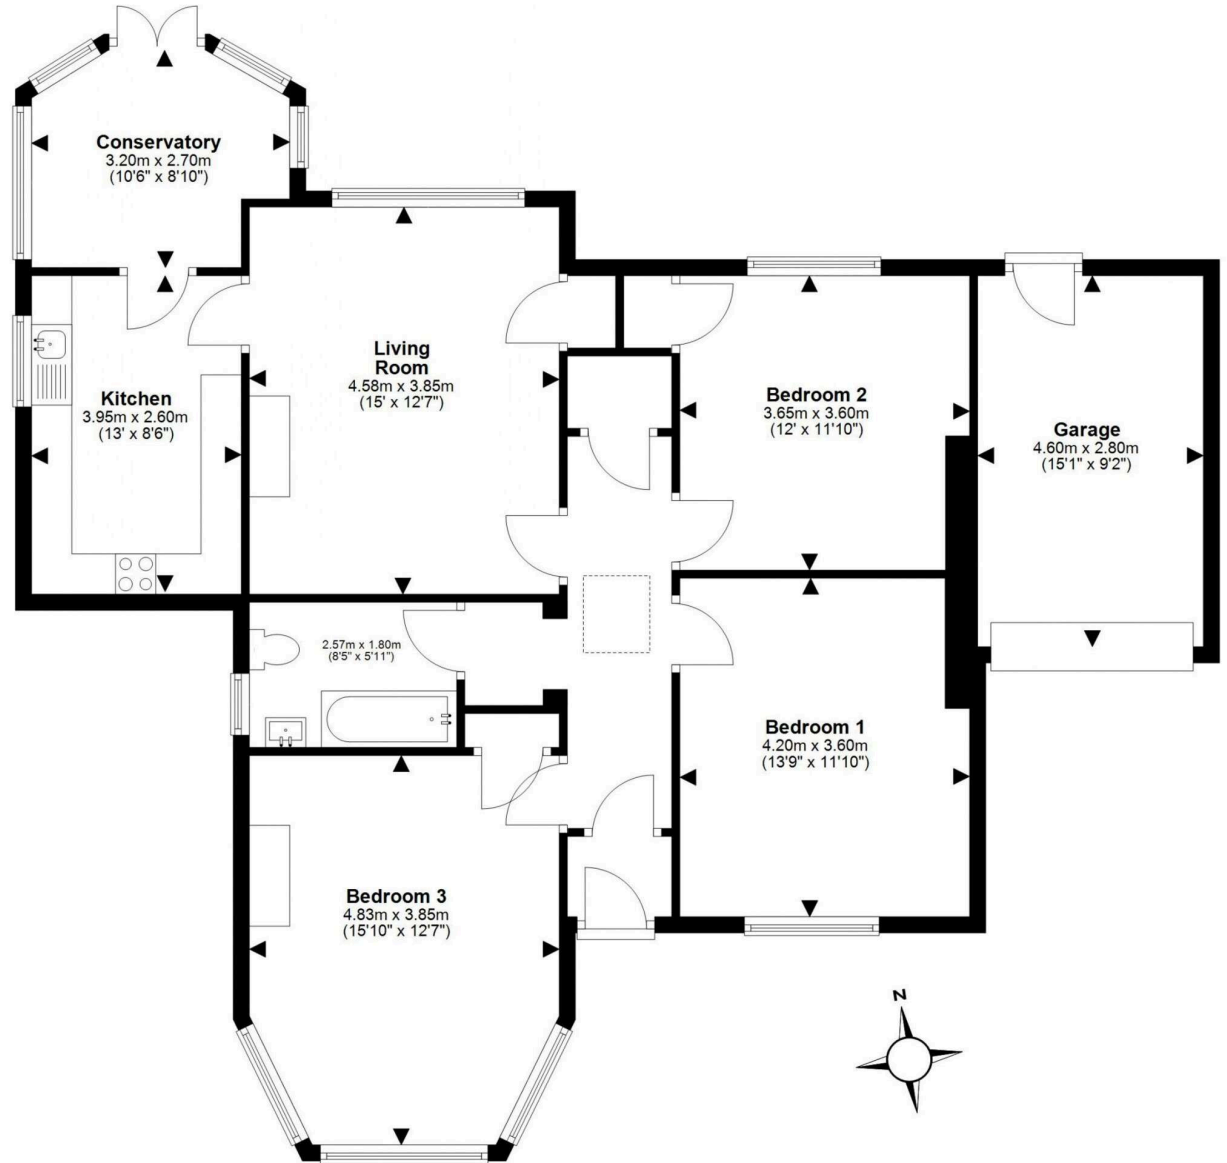 Conservatory
3.20m x 2.70m
(10'6" x 8'10")
Living
Room
4.58m x 3.85m
(15' x 12'7")
Kitchen
3.95m x 2.60m
(13' x 8'6")
Bedroom 2
3.65m x 3.60m
(12' x 11'10")
Garage
4.60m x 2.80m
(15'1" x 9'2")
2.57m x 1.80m
(8'5" x 5'11")
Bedroom 1
4.20m x 3.60m
(13'9" x 11'10")
Bedroom 3
4.83m x 3.85m
(15'10" x 12'7")
N